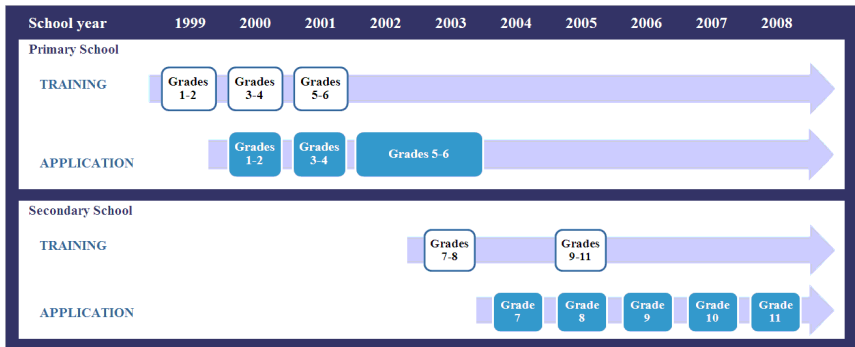 School year 1999 2000 2001 2002 2003 2004 2005 2006 2007 2008
Primary School
TRAINING
Grades
1-2
Grades
3-4
Grades
5-6
APPLICATION
Grades
1-2
Grades
3-4
Grades 5-6
Secondary School
TRAINING
Grades
7-8
Grades
9-11
APPLICATION
Grade
7
Grade
8
Grade
9
Grade
10
Grade
11